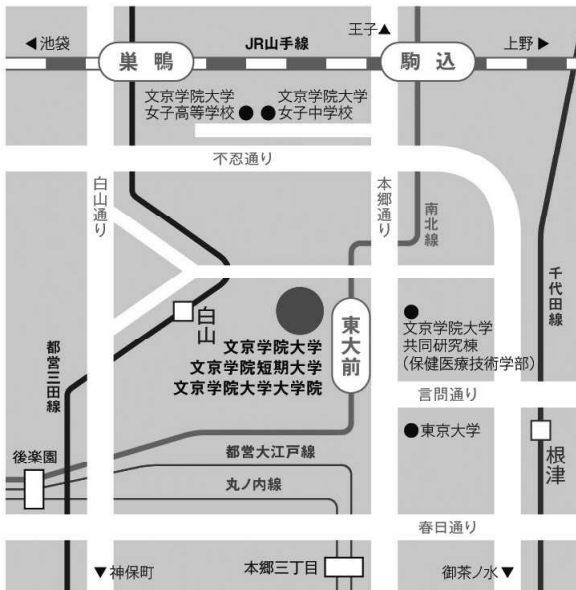 王子▲
◀池袋
JR山手線
上野▶
巣鴨
駒込
文京学院大学
女子高等学校
文京学院大学
女子中学校
不忍通り
白山通り
本郷通り
南北線
千代田線
白山
東大前
文京学院大学
共同研究棟
(保健医療技術学部)
文京学院大学
文京学院短期大学
文京学院大学大学院
都営三田線
言問通り
東京大学
根津
都営大江戸線
後楽園
丸ノ内線
春日通り
▼神保町
本郷三丁目
御茶ノ水▼